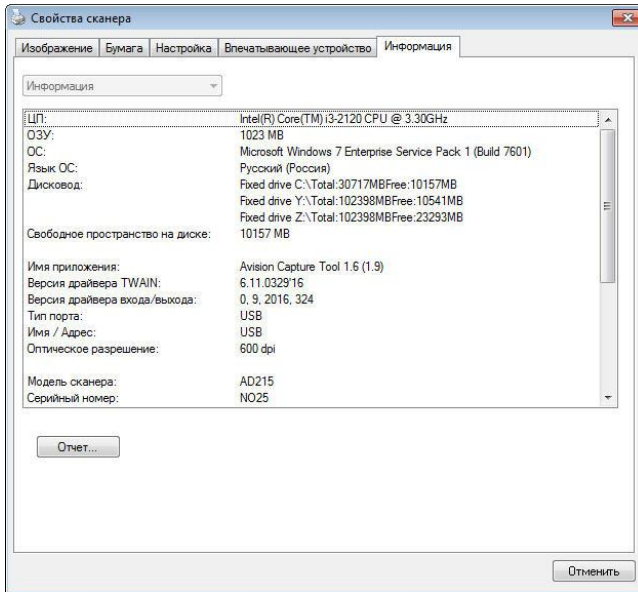 Свойства сканера
Изображение Бумага Настройка Впечатывающее устройство Информация
Информация
ЦП: Intel(R) Core(TM) i3-2120 CPU @ 3.30GHz
ОЗУ: 1023 MB
ОС: Microsoft Windows 7 Enterprise Service Pack 1 (Build 7601)
Язык ОС: Русский (Россия)
Дисковод: Fixed drive C:\Total:30717MBFree:10157MB
Fixed drive Y:\Total:102398MBFree:10541MB
Fixed drive Z:\Total:102398MBFree:23293MB
Свободное пространство на диске: 10157 MB
Имя приложения: Avision Capture Tool 1.6 (1.9)
Версия драйвера TWAIN: 6.11.0329'16
Версия драйвера входа/выхода: 0, 9, 2016, 324
Тип порта: USB
Имя / Адрес: USB
Оптическое разрешение: 600 dpi
Модель сканера: AD215
Серийный номер: NO25
Отчет...
Отменить